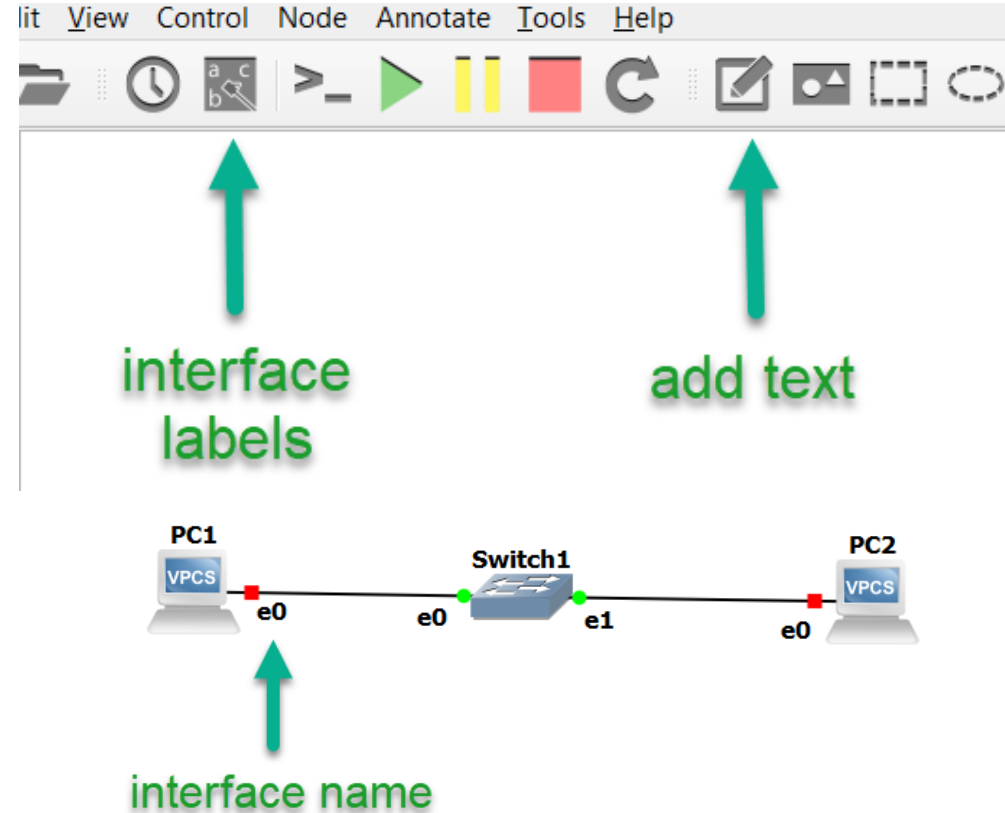 lit View Control Node Annotate Tools Help
a c
b
>_
interface
labels
add text
PC1
VPCS
e0
e0
Switch1
e1
PC2
VPCS
e0
interface name